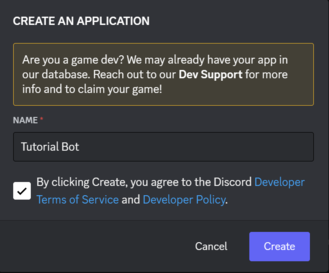 CREATE AN APPLICATION
Are you a game dev? We may already have your app in
our database. Reach out to our Dev Support for more
info and to claim your game!
NAME *
Tutorial Bot
By clicking Create, you agree to the Discord Developer
Terms of Service and Developer Policy.
Cancel
Create